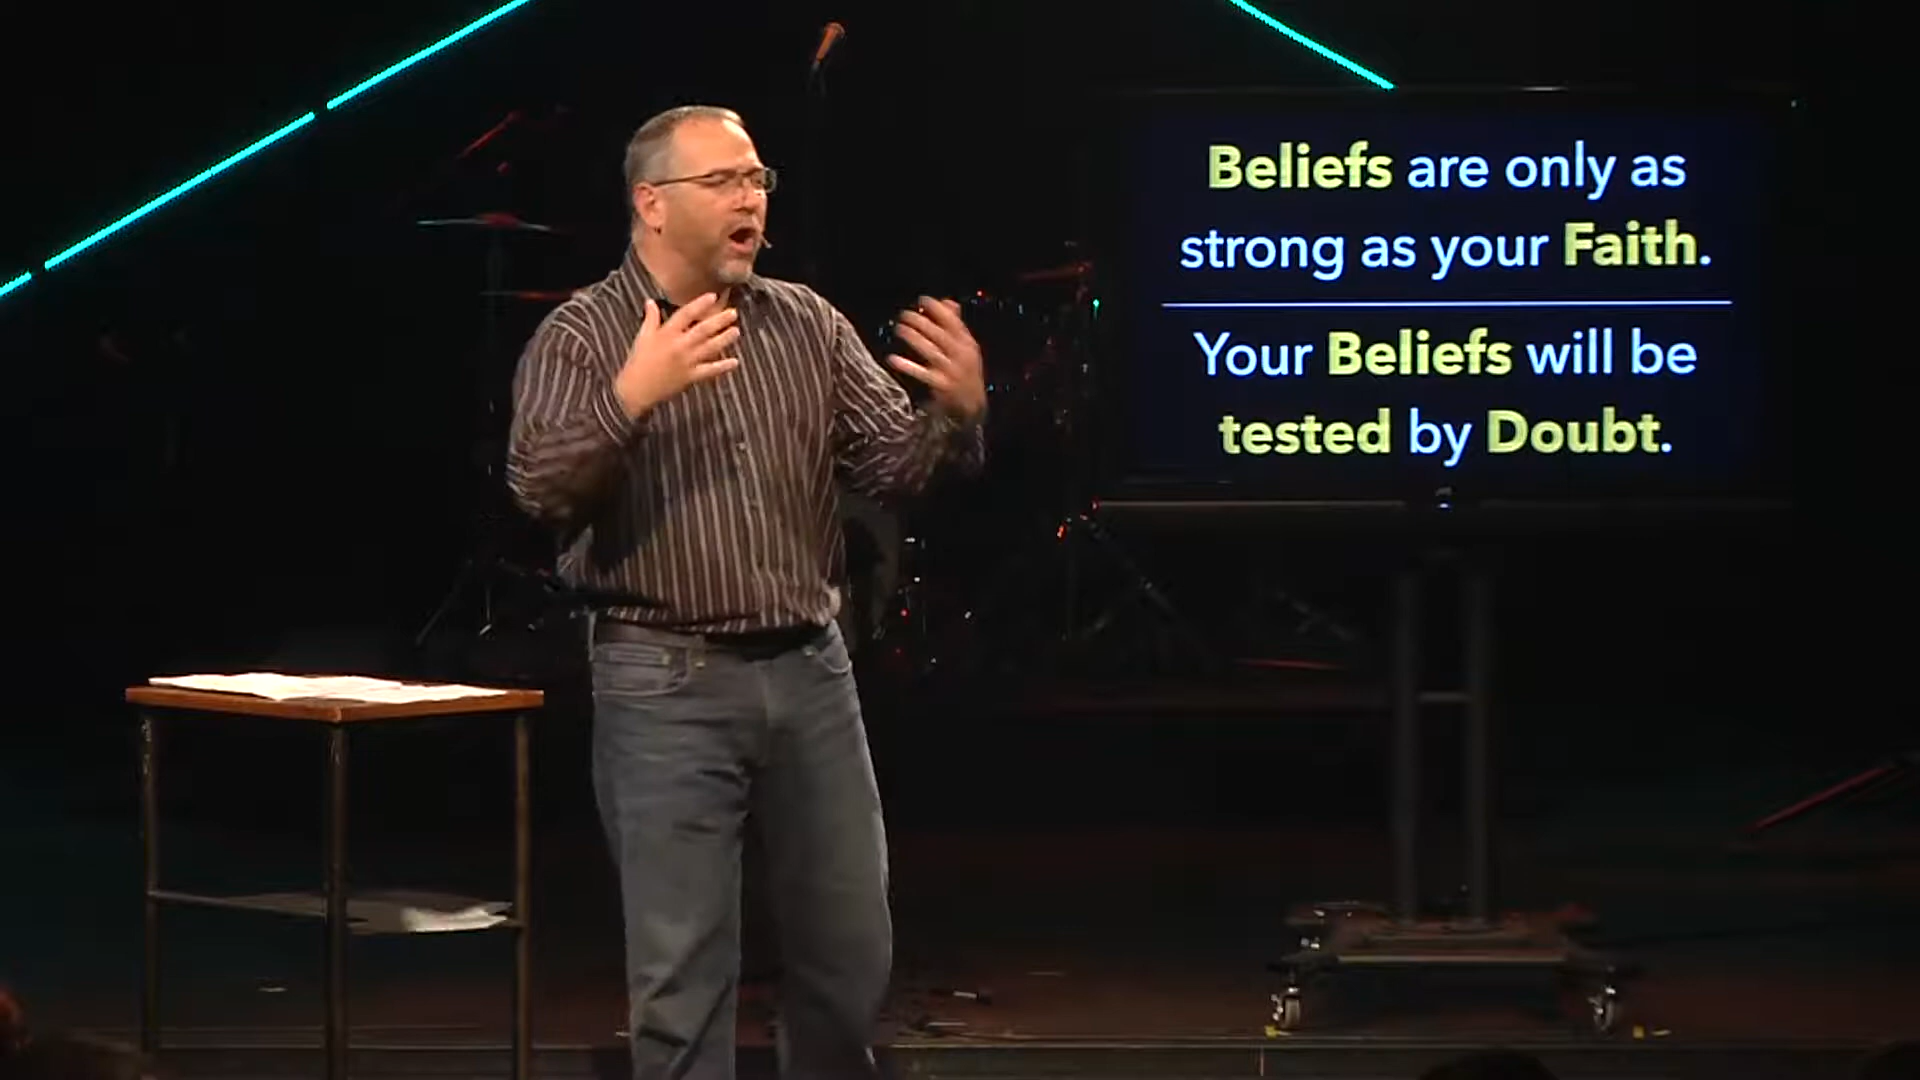 Beliefs are only as
strong as your Faith.
Your Beliefs will be
tested by Doubt.